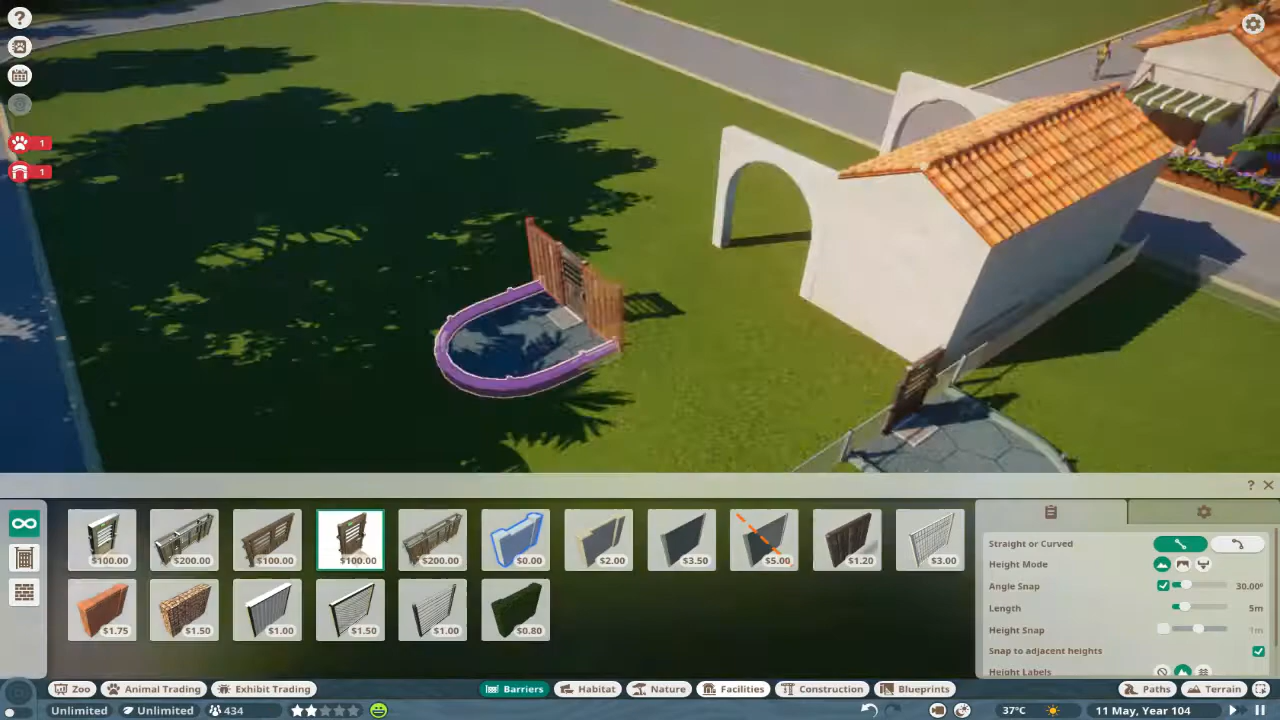 ?
1
1
? ×
$100.00 $200.00 $100.00 $100.00 $200.00 $0.00 $2.00 $3.50 $5.00 $1.20 $3.00
$1.75 $1.50 $1.00 $1.50 $1.00 $0.80
Straight or Curved
Height Mode
Angle Snap 30.00°
Length 5m
Height Snap 1m
Snap to adjacent heights
Height Labels
Zoo Animal Trading Exhibit Trading Barriers Habitat Nature Facilities Construction Blueprints Paths Terrain
Unlimited Unlimited 434 37°C 11 May, Year 104